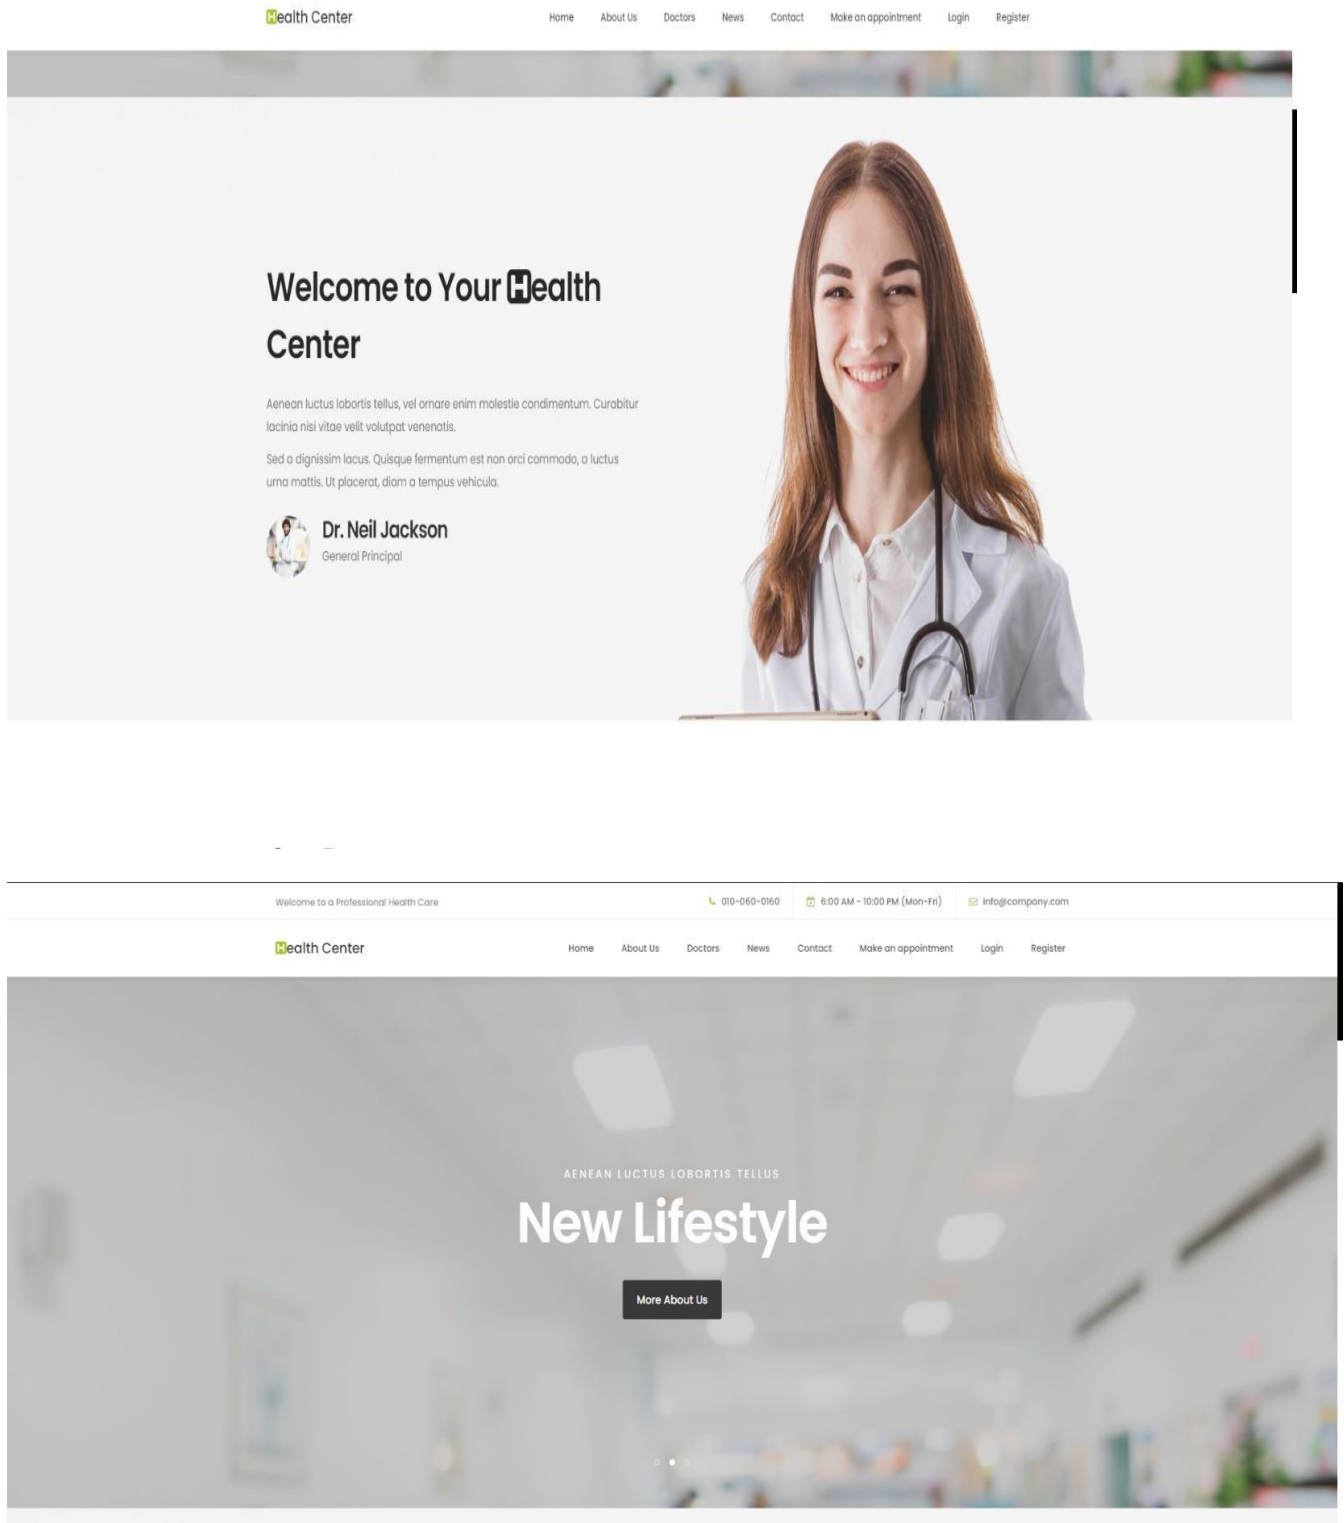 Health Center
Home About Us Doctors News Contact Make an appointment Login Register
Welcome to Your Health
Center
Aenean luctus lobortis tellus, vel ornare enim molestie condimentum. Curabitur
lacinia nisi vitae velit volutpat venenatis.
Sed a dignissim lacus. Quisque fermentum est non orci commodo, a luctus
urna mattis. Ut placerat, diam a tempus vehicula.
Dr. Neil Jackson
General Principal
Welcome to a Professional Health Care
010-060-0160
6:00 AM - 10:00 PM (Mon-Fri)
info@company.com
Health Center
Home About Us Doctors News Contact Make an appointment Login Register
AENEAN LUCTUS LOBORTIS TELLUS
New Lifestyle
More About Us